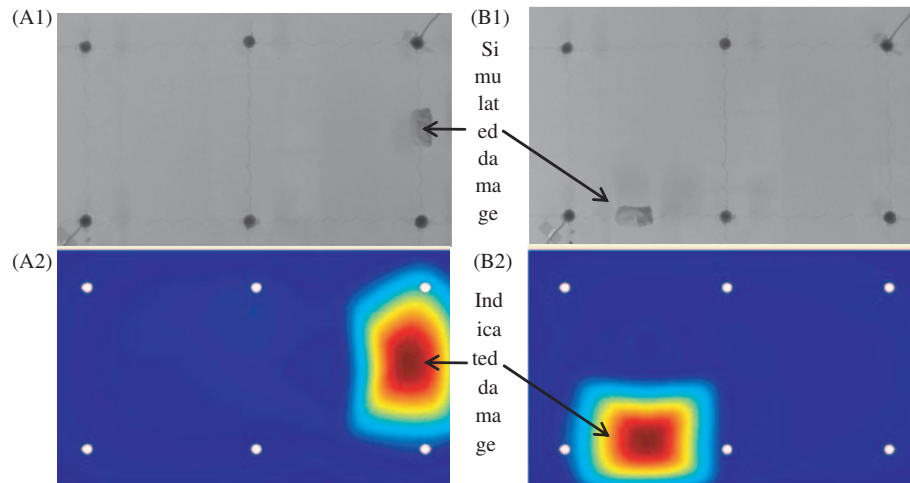 (A1)
(B1)
Si
mu
lat
ed
da
ma
ge
(A2)
(B2)
Ind
ica
ted
da
ma
ge